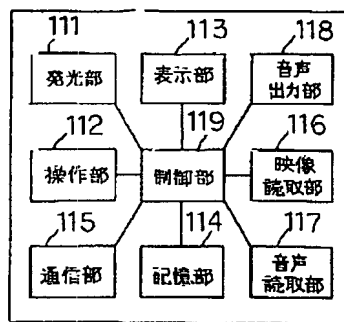 111
113
118
発光部
表示部
音声
出力部
112
119
116
操作部
制御部
映像
読取部
115
114
117
通信部
記憶部
音声
読取部